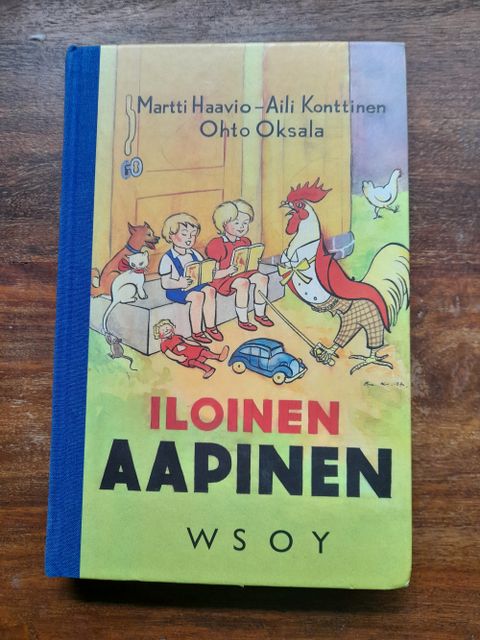 Martti Haavio – Aili Konttinen
Ohto Oksala
ILOINEN
AAPINEN
WSOY